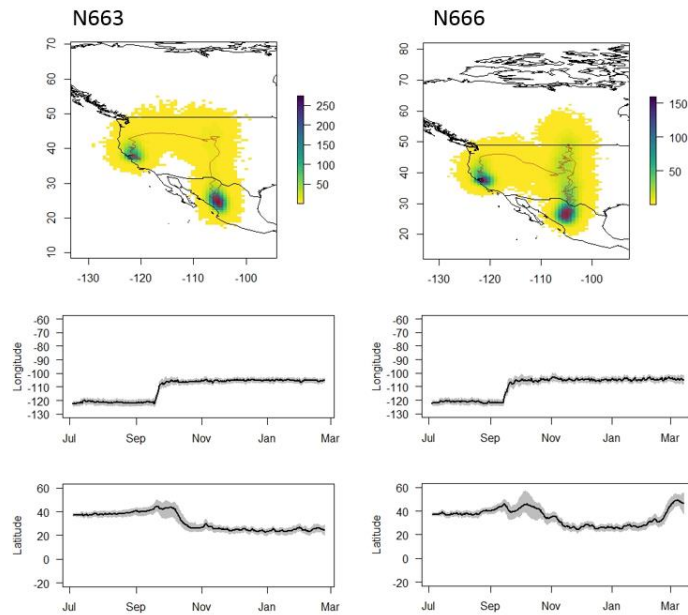 N663
N666
70
60
50
40
30
20
10
-130
-120
-110
-100
250
200
150
100
50
80
70
60
50
40
30
20
-130
-120
-110
-100
150
100
50
Longitude
-60
-70
-80
-90
-100
-110
-120
-130
Jul
Sep
Nov
Jan
Mar
Longitude
-60
-70
-80
-90
-100
-110
-120
-130
Jul
Sep
Nov
Jan
Mar
Latitude
60
40
20
0
-20
Jul
Sep
Nov
Jan
Mar
Latitude
60
40
20
0
-20
Jul
Sep
Nov
Jan
Mar